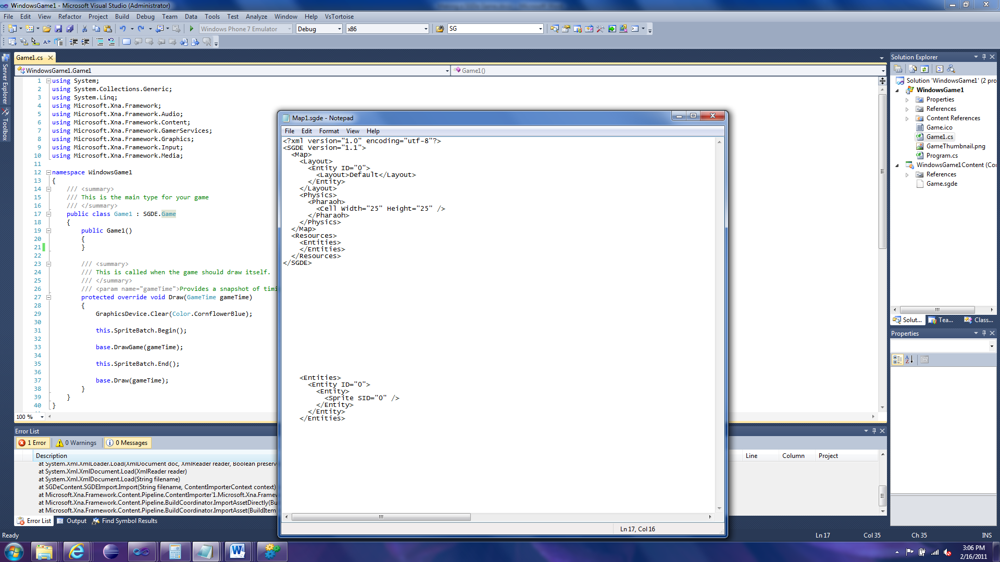 WindowsGame1 - Microsoft Visual Studio (Administrator)
File Edit View Refactor Project Build Debug Team Data Tools Test Analyze Window Help VsTortoise
Windows Phone 7 Emulator Debug x86 SG
Game1.cs
WindowsGame1.Game1 Game1()
Server Explorer
Toolbox
1 using System;
2 using System.Collections.Generic;
3 using System.Linq;
4 using Microsoft.Xna.Framework;
5 using Microsoft.Xna.Framework.Audio;
6 using Microsoft.Xna.Framework.Content;
7 using Microsoft.Xna.Framework.GamerServices;
8 using Microsoft.Xna.Framework.Graphics;
9 using Microsoft.Xna.Framework.Input;
10 using Microsoft.Xna.Framework.Media;
11
12 namespace WindowsGame1
13 {
14 /// <summary>
15 /// This is the main type for your game
16 /// </summary>
17 public class Game1 : SGDE.Game
18 {
19 public Game1()
20 {
21 }
22
23 /// <summary>
24 /// This is called when the game should draw itself.
25 /// </summary>
26 /// <param name="gameTime">Provides a snapshot of timi
27 protected override void Draw(GameTime gameTime)
28 {
29 GraphicsDevice.Clear(Color.CornflowerBlue);
30
31 this.SpriteBatch.Begin();
32
33 base.DrawGame(gameTime);
34
35 this.SpriteBatch.End();
36
37 base.Draw(gameTime);
38 }
39 }
40 }
100 %
Map1.sgde - Notepad
File Edit Format View Help
<?xml version="1.0" encoding="utf-8"?>
<SGDE Version="1.1">
<Map>
<Layout>
<Entity ID="0">
<Layout>Default</Layout>
</Entity>
</Layout>
<Physics>
<Pharaoh>
<Cell Width="25" Height="25" />
</Pharaoh>
</Physics>
</Map>
<Resources>
<Entities>
</Entities>
</Resources>
</SGDE>
<Entities>
<Entity ID="0">
<Entity>
<Sprite SID="0" />
</Entity>
</Entity>
</Entities>
Ln 17, Col 16
Solution Explorer
Solution 'WindowsGame1' (2 pro
WindowsGame1
Properties
References
Content References
Game.ico
Game1.cs
GameThumbnail.png
Program.cs
WindowsGame1Content (Co
References
Game.sgde
Solut... Tea... Class...
Properties
Error List
1 Error 0 Warnings 0 Messages
Description Line Column Project
at System.Xml.XmlLoader.Load(XmlDocument doc, XmlReader reader, Boolean preserv
at System.Xml.XmlDocument.Load(XmlReader reader)
at System.Xml.XmlDocument.Load(String filename)
at SGDeContent.SGDEImport.Import(String filename, ContentImporterContext context)
at Microsoft.Xna.Framework.Content.Pipeline.ContentImporter`1.Microsoft.Xna.Framew
at Microsoft.Xna.Framework.Content.Pipeline.BuildCoordinator.ImportAssetDirectly(Bu
at Microsoft.Xna.Framework.Content.Pipeline.BuildCoordinator.ImportAsset(BuildItem
Error List Output Find Symbol Results
Ready Ln 17 Col 35 Ch 35 INS
3:06 PM
2/16/2011